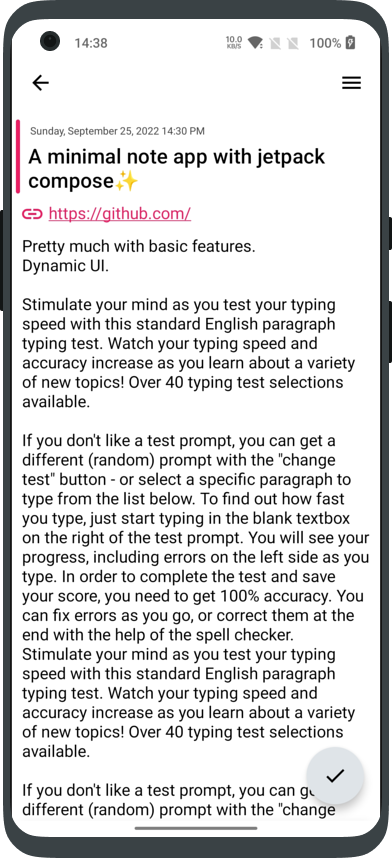 14:38
10.0
KB/S
100%
Sunday, September 25, 2022 14:30 PM
A minimal note app with jetpack
compose✨
https://github.com/
Pretty much with basic features.
Dynamic UI.
Stimulate your mind as you test your typing
speed with this standard English paragraph
typing test. Watch your typing speed and
accuracy increase as you learn about a variety
of new topics! Over 40 typing test selections
available.
If you don't like a test prompt, you can get a
different (random) prompt with the "change
test" button - or select a specific paragraph to
type from the list below. To find out how fast
you type, just start typing in the blank textbox
on the right of the test prompt. You will see your
progress, including errors on the left side as you
type. In order to complete the test and save
your score, you need to get 100% accuracy. You
can fix errors as you go, or correct them at the
end with the help of the spell checker.
Stimulate your mind as you test your typing
speed with this standard English paragraph
typing test. Watch your typing speed and
accuracy increase as you learn about a variety
of new topics! Over 40 typing test selections
available.
If you don't like a test prompt, you can
different (random) prompt with the "change